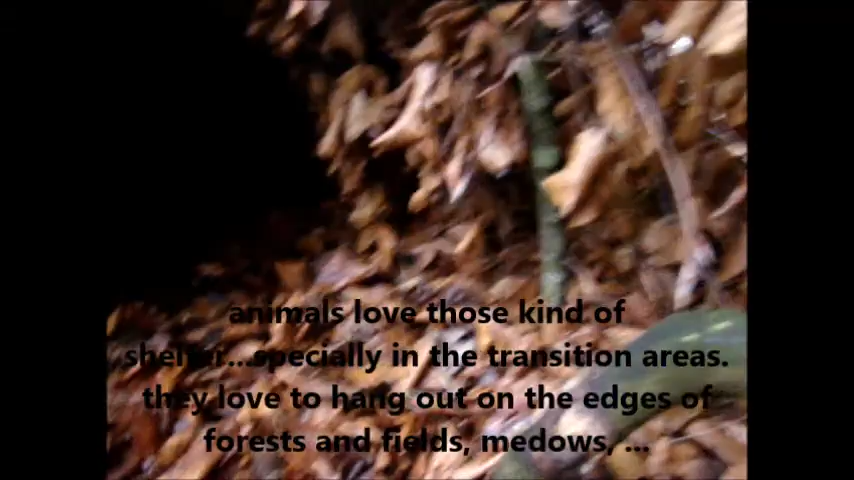 animals love those kind of
shelter...specially in the transition areas.
they love to hang out on the edges of
forests and fields, medows, ...